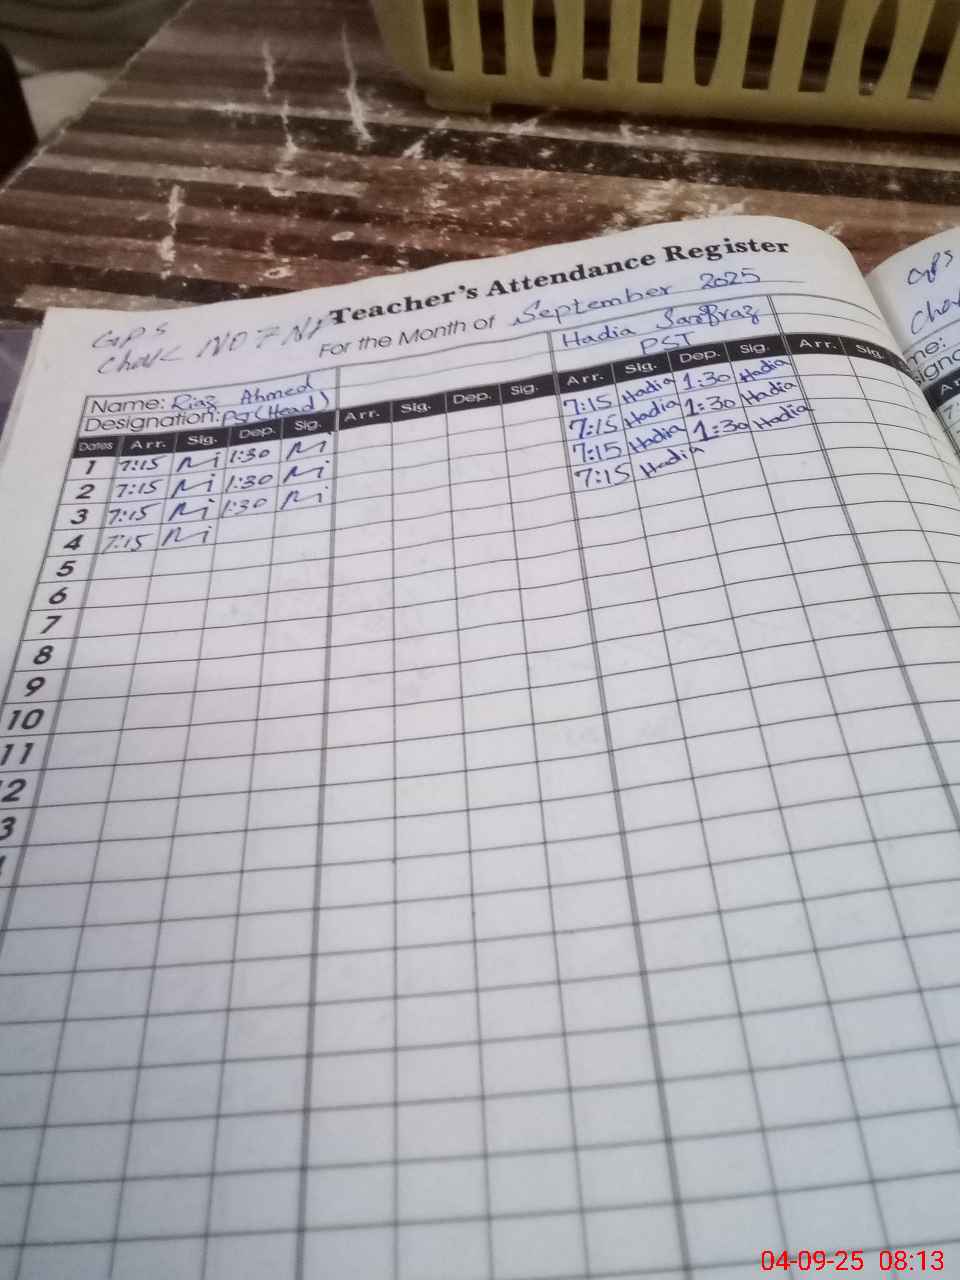 Teacher's Attendance Register
GPS
Chak NO 7 NP
For the Month of September 2025
GPS
Name: Riaz Ahmed
Hadia Sarfraz
Designation: PST(Head)
PST
Dates Arr. Sig. Dep. Sig. Arr. Sig. Dep. Sig. Arr. Sig. Dep. Sig. Arr. Sig.
1 7:15 1:30 7:15 Hadia 1:30 Hadia
2 7:15 1:30 7:15 Hadia 1:30 Hadia
3 7:15 1:30 7:15 Hadia 1:30 Hadia
4 7:15 7:15 Hadia
5
6
7
8
9
10
11
2
3
04-09-25 08:13